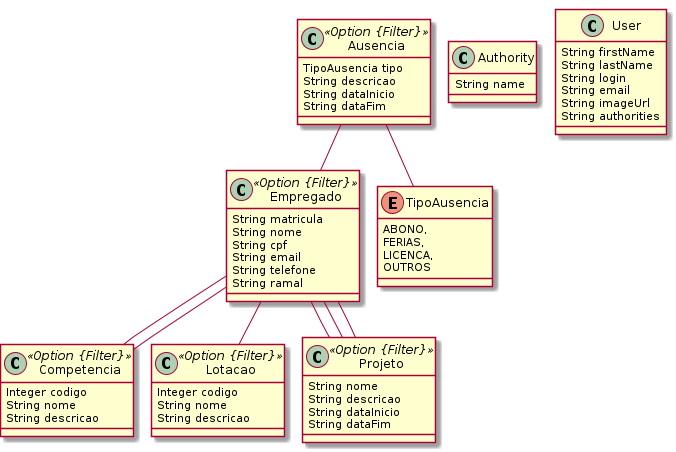 C «Option {Filter}»
Ausencia
TipoAusencia tipo
String descricao
String dataInicio
String dataFim
C Authority
String name
C User
String firstName
String lastName
String login
String email
String imageUrl
String authorities
C «Option {Filter}»
Empregado
String matricula
String nome
String cpf
String email
String telefone
String ramal
E TipoAusencia
ABONO,
FERIAS,
LICENCA,
OUTROS
C «Option {Filter}»
Competencia
Integer codigo
String nome
String descricao
C «Option {Filter}»
Lotacao
Integer codigo
String nome
String descricao
C «Option {Filter}»
Projeto
String nome
String descricao
String dataInicio
String dataFim